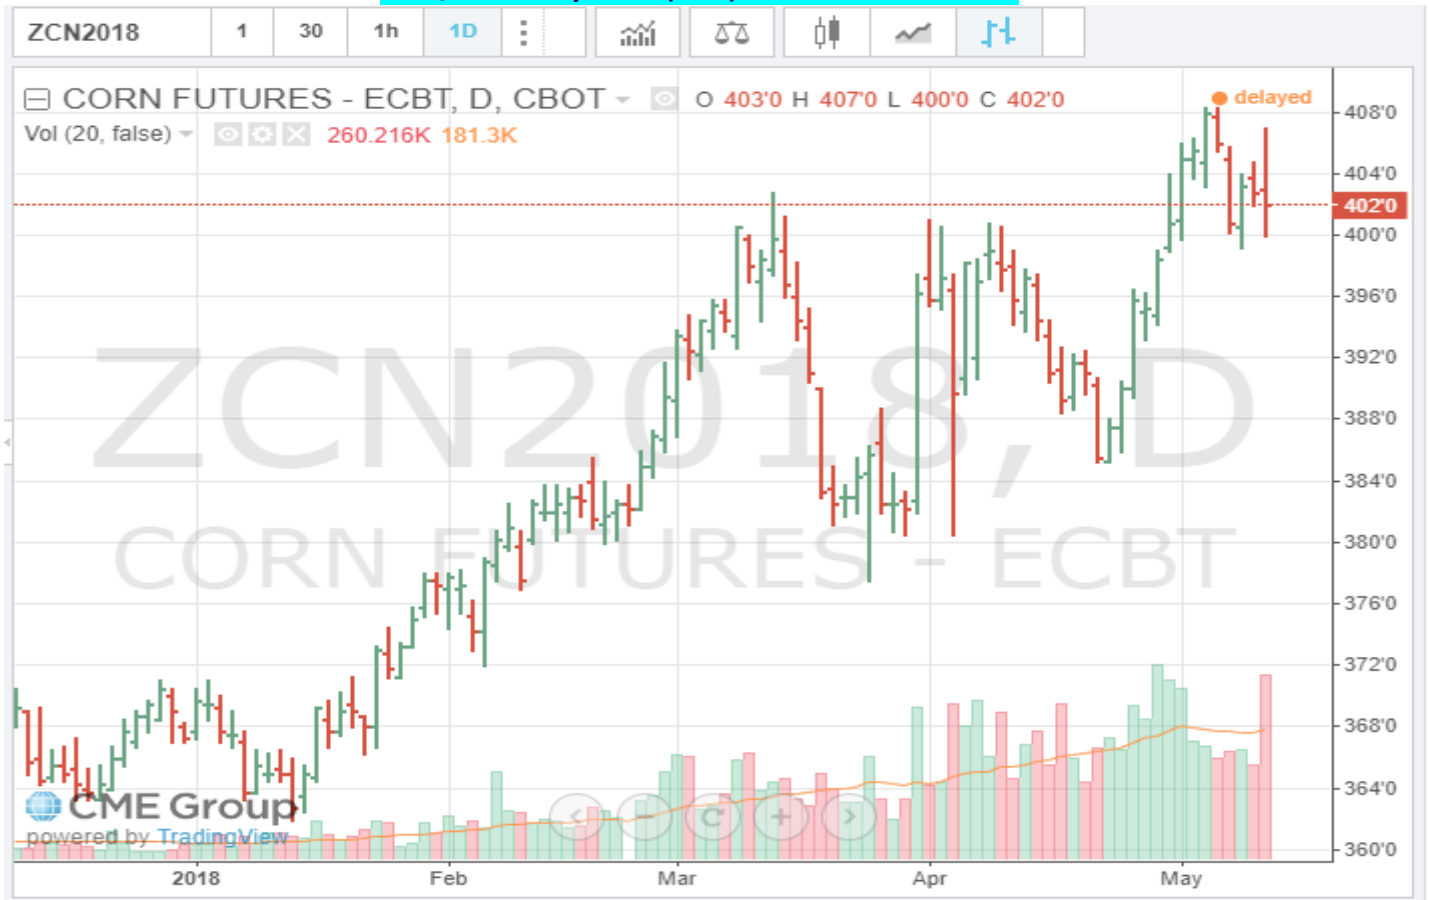 ZCN2018 1 30 1h 1D
CORN FUTURES - ECBT, D, CBOT O 403'0 H 407'0 L 400'0 C 402'0
delayed
Vol (20, false) 260.216K 181.3K
408'0
404'0
402'0
400'0
396'0
392'0
388'0
384'0
380'0
376'0
372'0
368'0
364'0
360'0
ZCN2018, D
CORN FUTURES - ECBT
CME Group
powered by TradingView
2018 Feb Mar Apr May